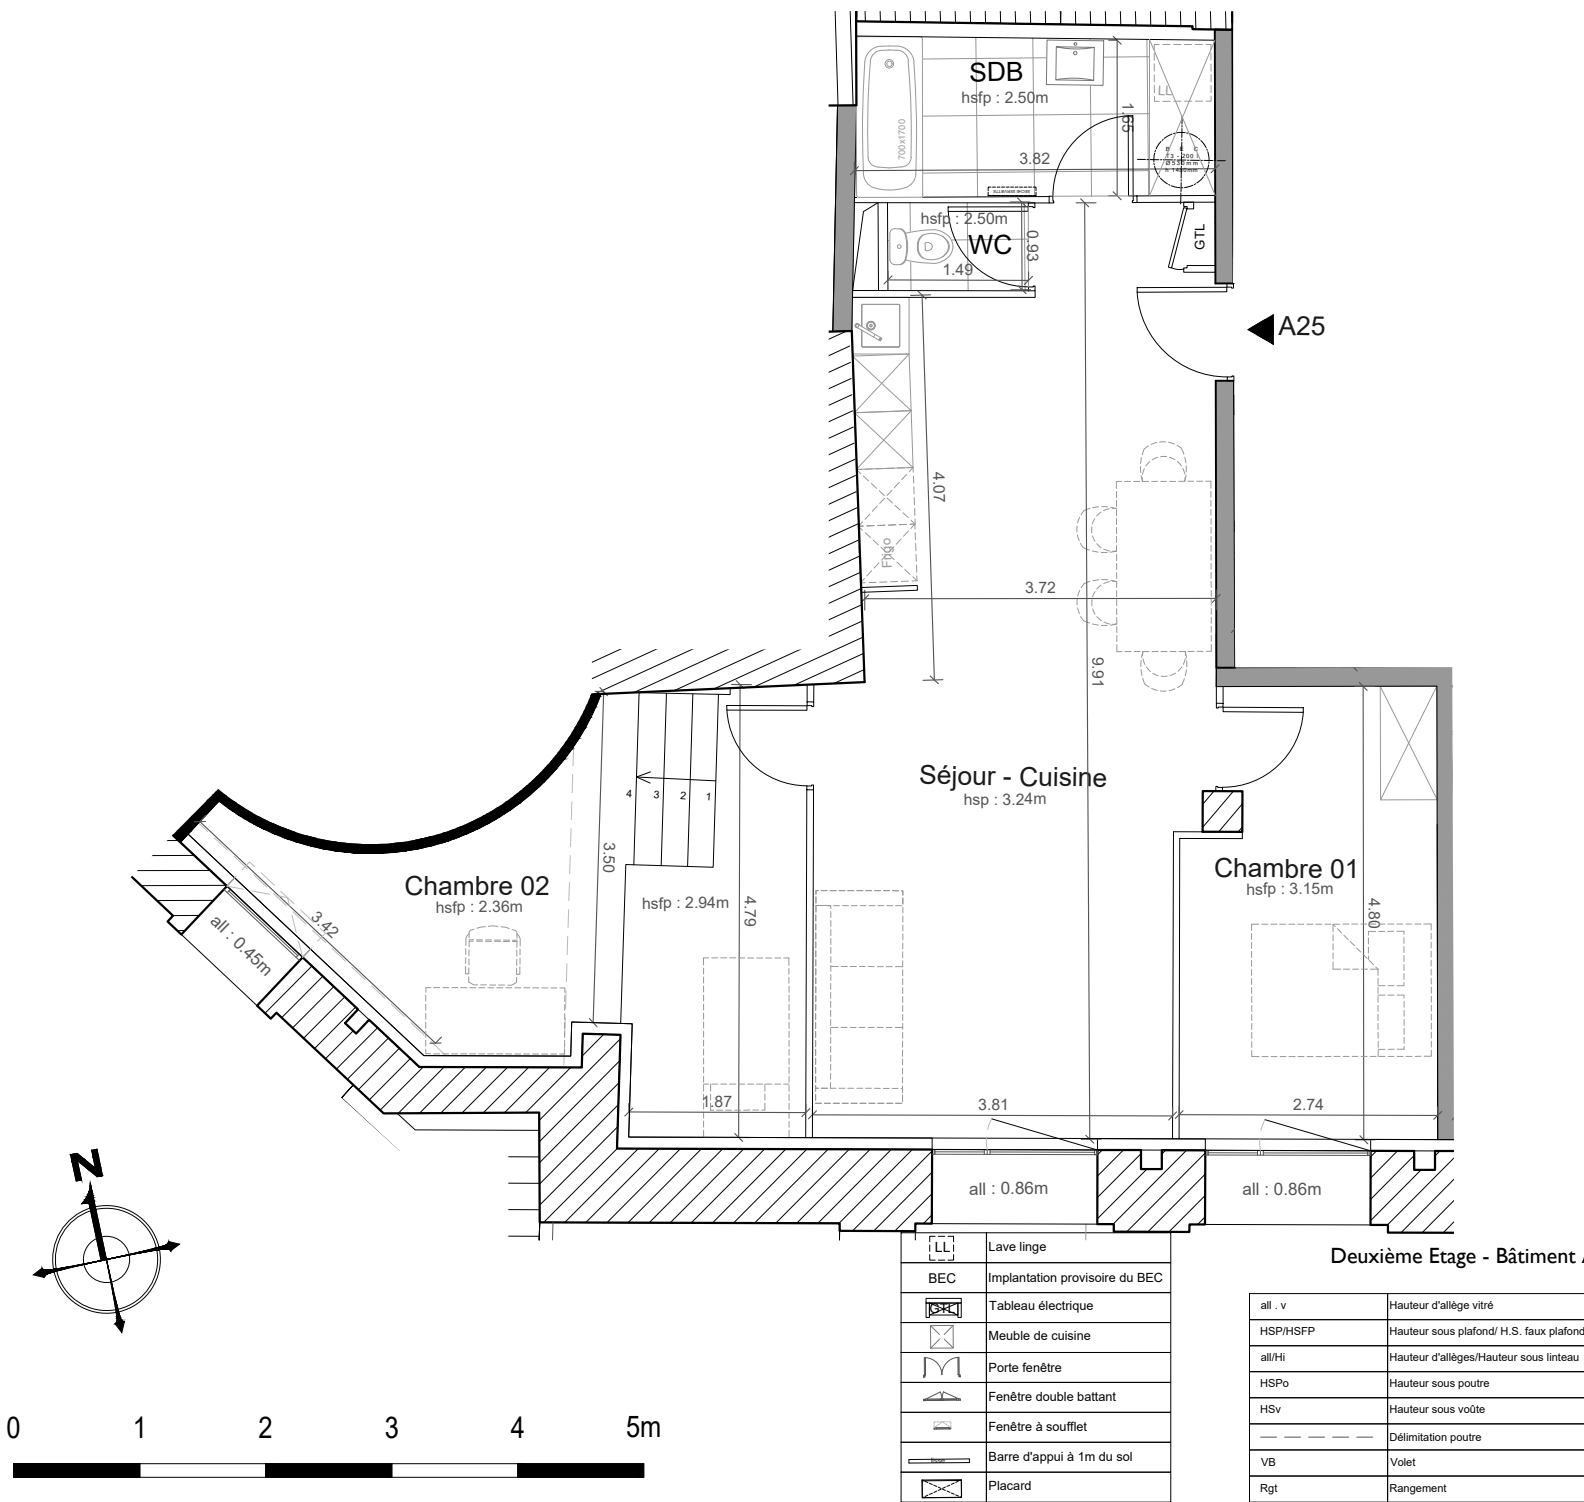 SDB
hsfp : 2.50m
LL
1.65
700x1700
3.82
B E C
T3 - 200 l
Ø 530mm
SECHE SERVIETTE
hsfp : 2.50m
WC
0.93
1.49
GTL
A25
4.07
Frigo
3.72
9.91
Séjour - Cuisine
hsp : 3.24m
4 3 2 1
3.50
Chambre 02
hsfp : 2.36m
hsfp : 2.94m
4.79
Chambre 01
hsfp : 3.15m
4.80
3.42
all : 0.45m
1.87
3.81
2.74
all : 0.86m
all : 0.86m
N
LL Lave linge
BEC Implantation provisoire du BEC
GTL Tableau électrique
Meuble de cuisine
Porte fenêtre
Fenêtre double battant
Fenêtre à soufflet
Barre d'appui à 1m du sol
Placard
Deuxième Etage - Bâtiment
all . v Hauteur d'allège vitré
HSP/HSFP Hauteur sous plafond/ H.S. faux plafond
all/Hi Hauteur d'allèges/Hauteur sous linteau
HSPo Hauteur sous poutre
HSv Hauteur sous voûte
Délimitation poutre
VB Volet
Rgt Rangement
0 1 2 3 4 5m